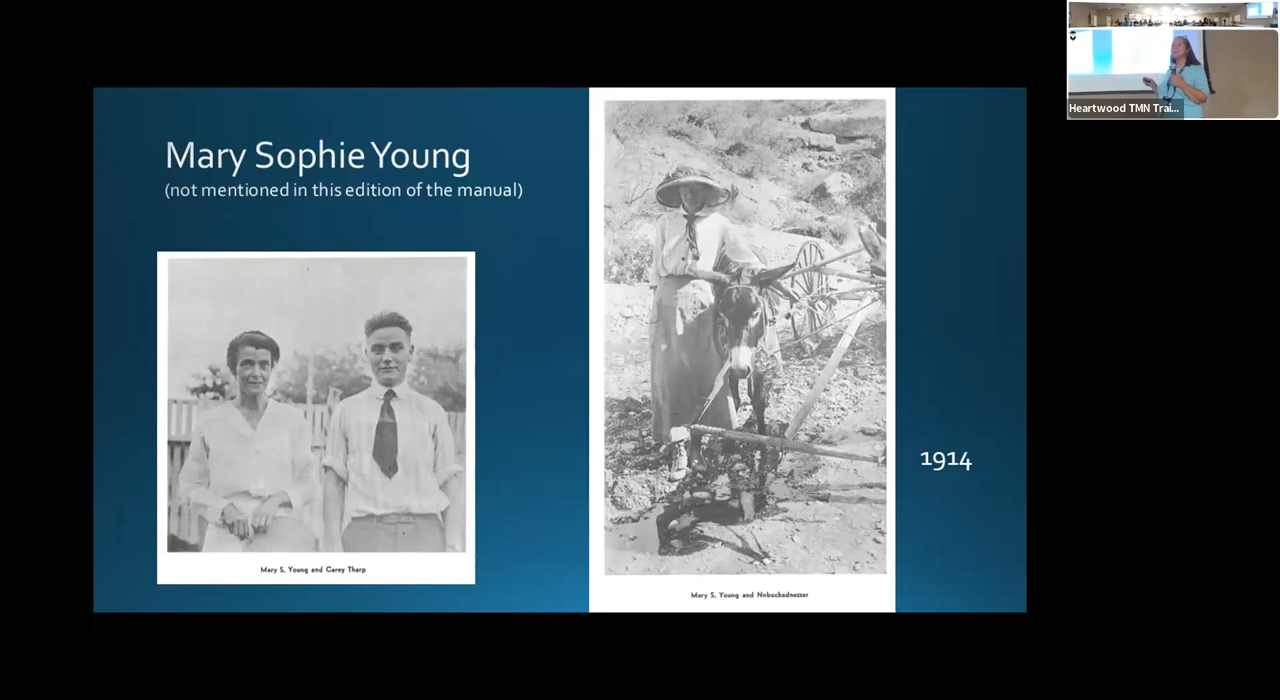 Heartwood TMN Trai...
Mary Sophie Young
(not mentioned in this edition of the manual)
1914
Mary S. Young and Carey Tharp
Mary S. Young and Nebuchadnezzar